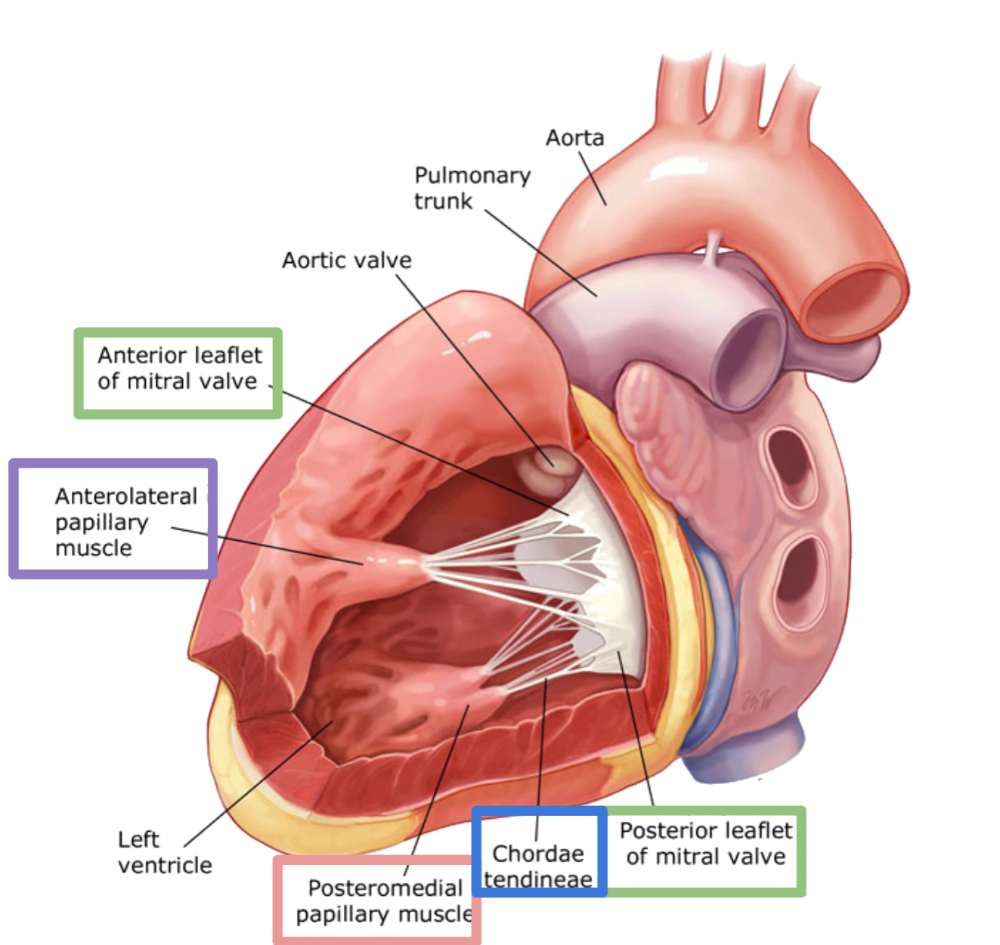 Aorta
Pulmonary
trunk
Aortic valve
Anterior leaflet
of mitral valve
Anterolateral
papillary
muscle
Left
ventricle
Posteromedial
papillary muscle
Chordae
tendineae
Posterior leaflet
of mitral valve